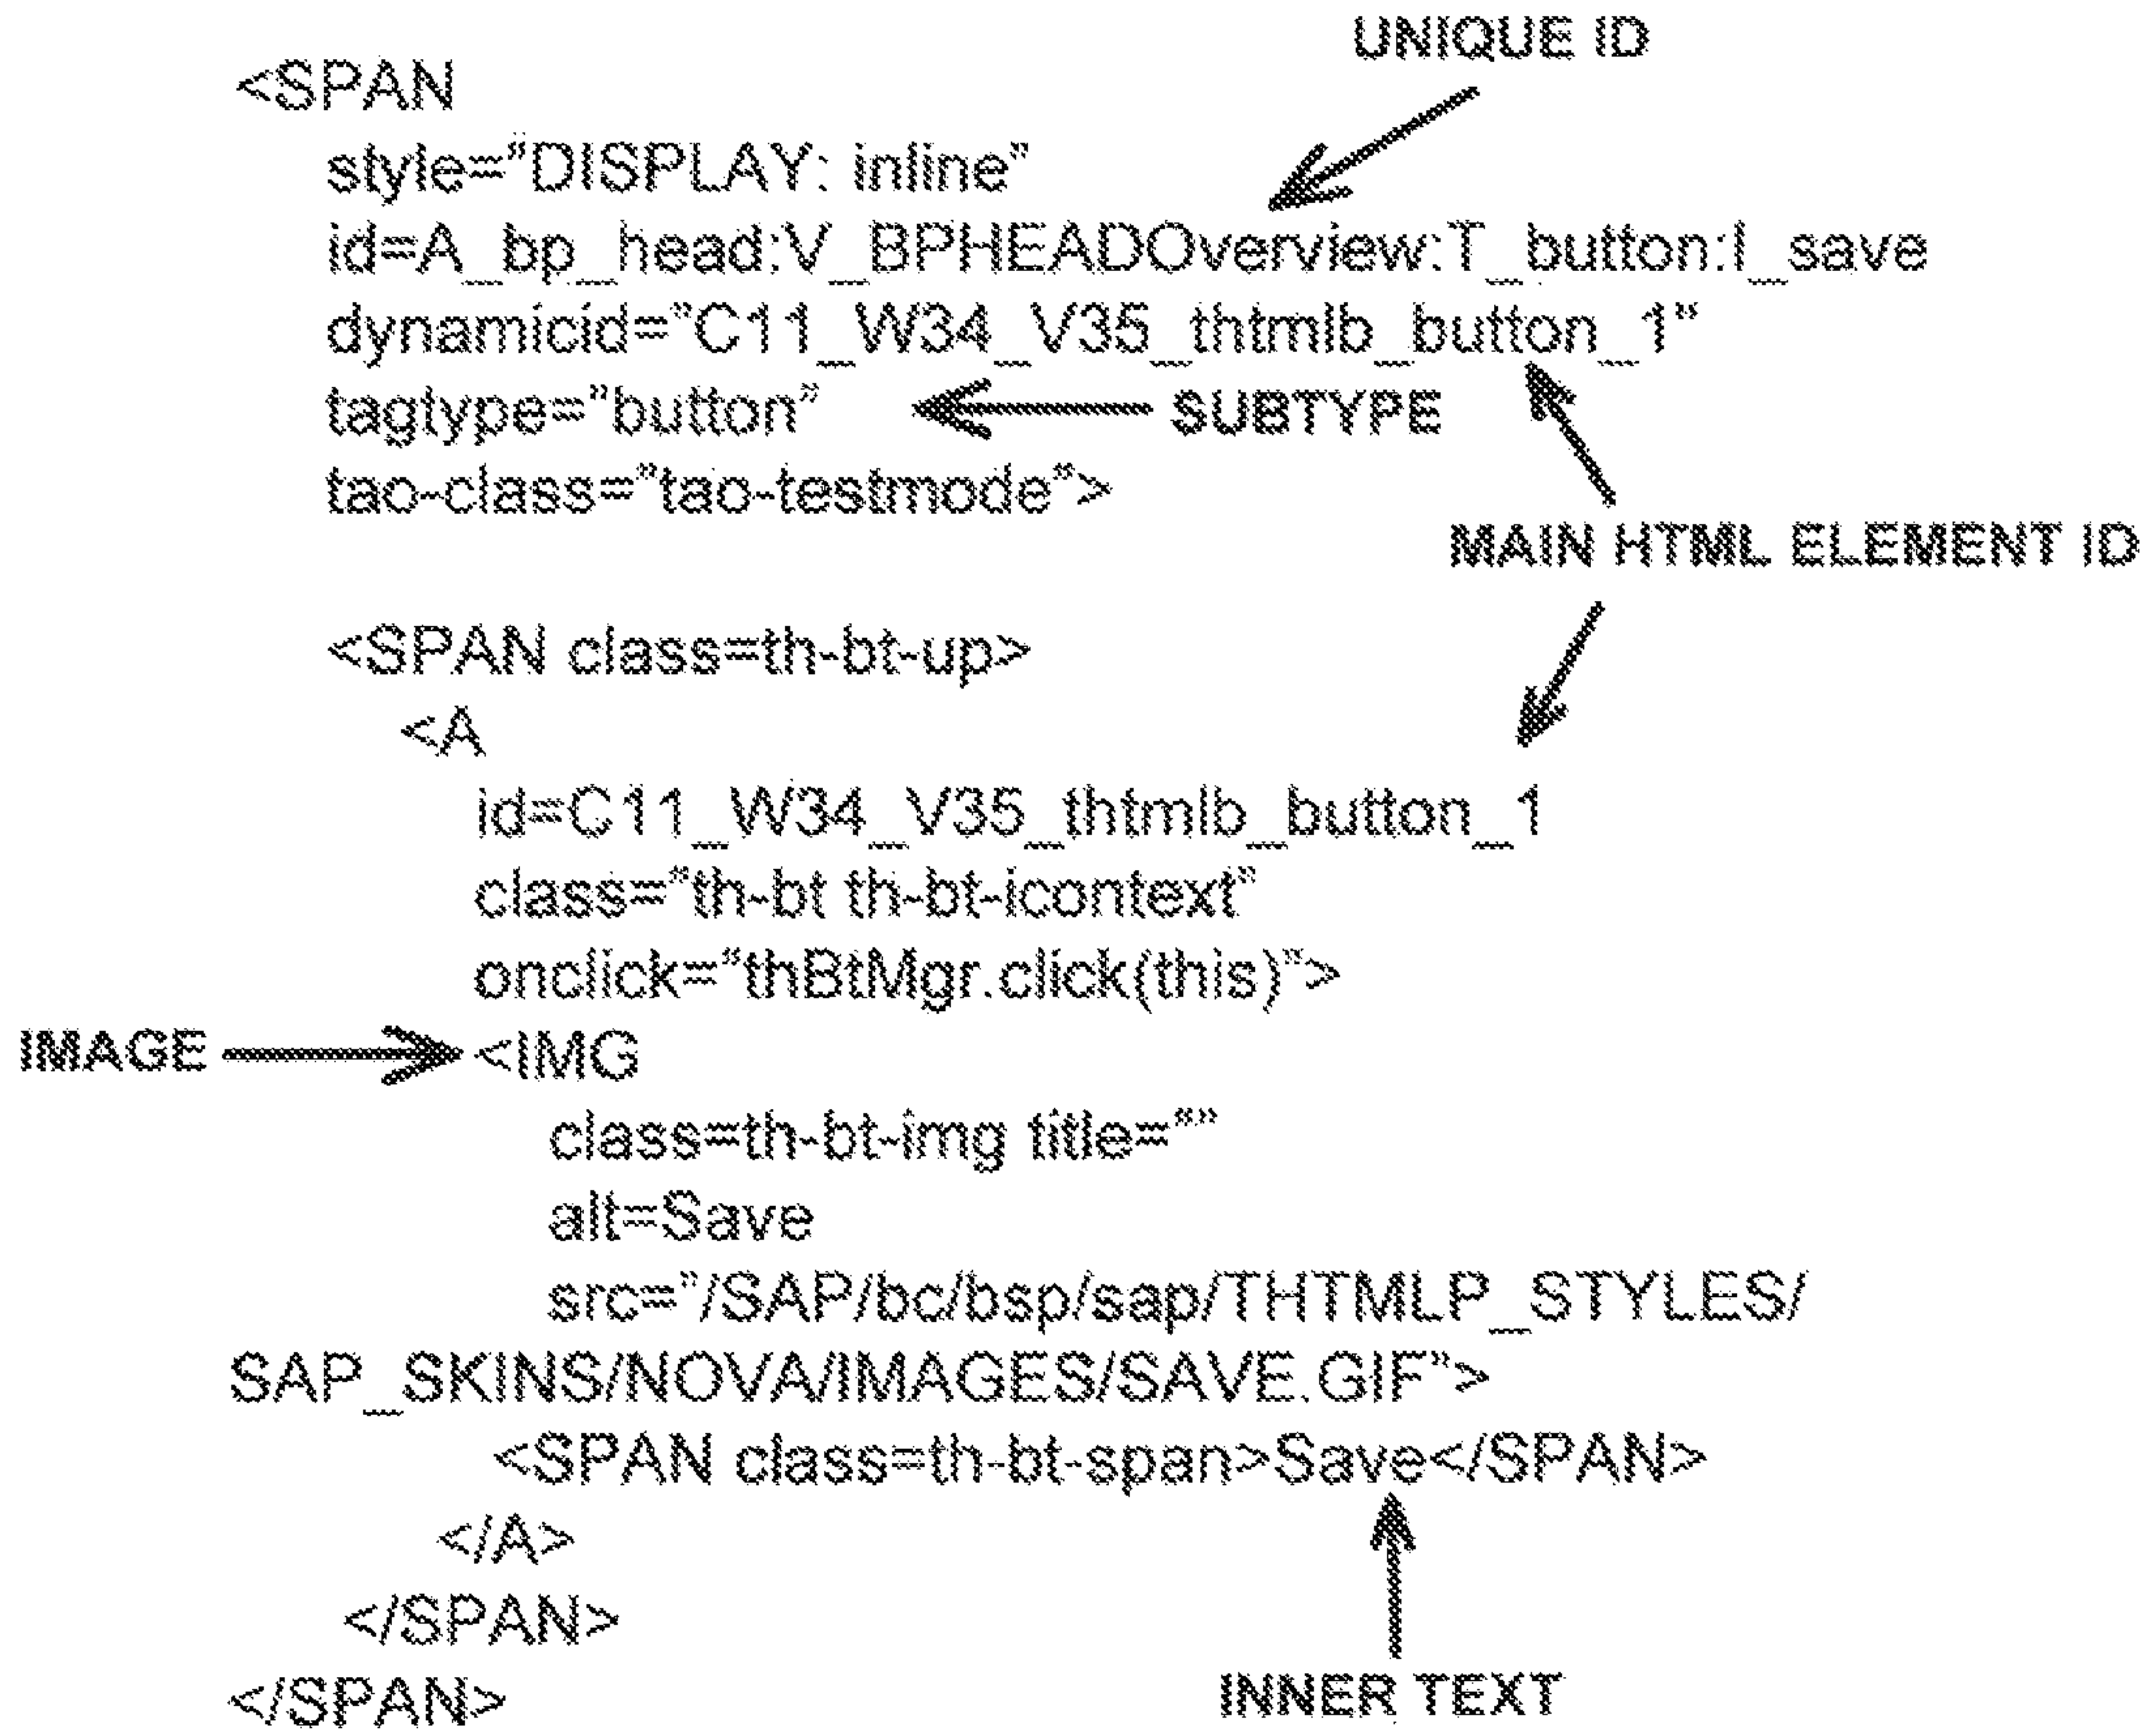 UNIQUE ID
<SPAN
style=”DISPLAY: inline”
id=A_bp_head:V_BPHEADOverview:T_button:I_save
dynamicid=”C11_W34_V35_thtmlb_button_1“
tagtype=”button” SUBTYPE
tao-class=”tao-testmode”>
MAIN HTML ELEMENT ID
<SPAN class=th-bt-up>
<A
id=C11_W34_V35_thtmlb_button_1
class=”th-bt th-bt-icontext”
onclick=”thBtMgr.click(this)”>
IMAGE <IMG
class=th-bt-img title=“”
alt=Save
src=”/SAP/bc/bsp/sap/THTMLP_STYLES/
SAP_SKINS/NOVA/IMAGES/SAVE.GIF”>
<SPAN class=th-bt-span>Save</SPAN>
</A>
</SPAN>
</SPAN>
INNER TEXT